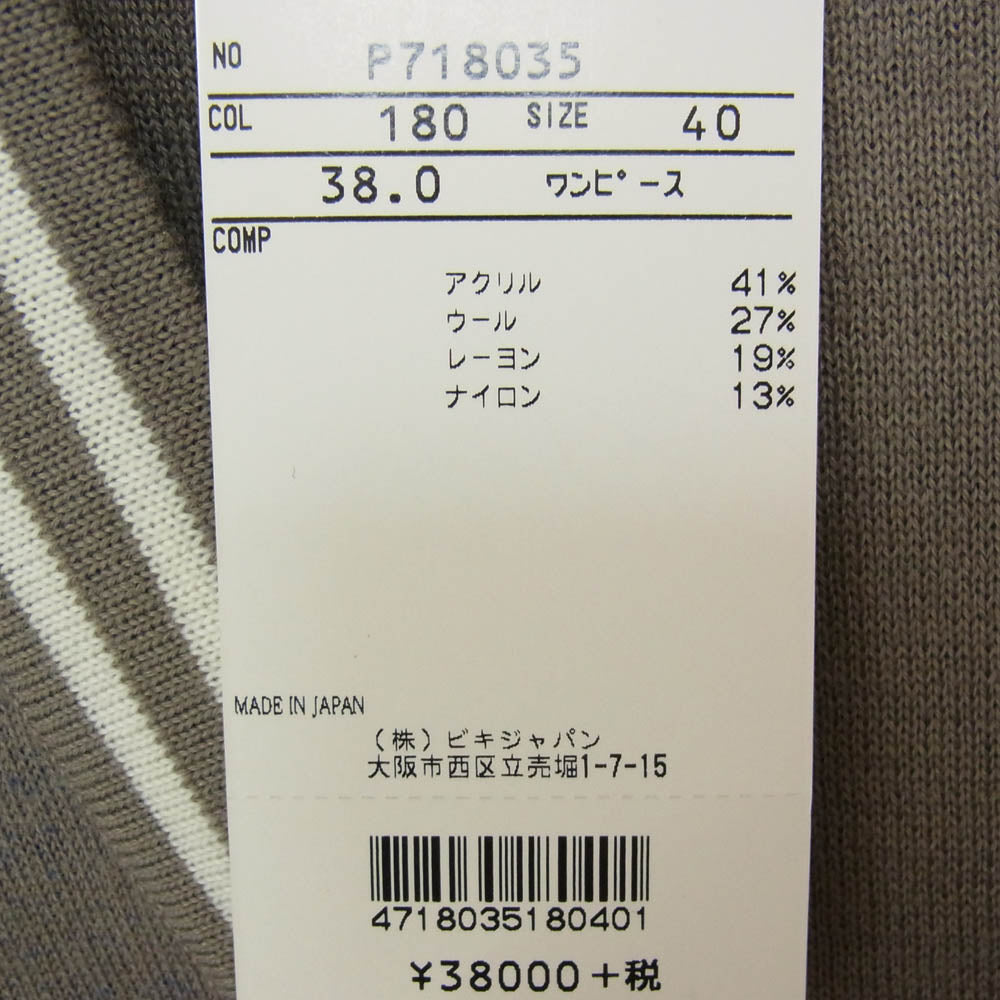 NO P718035
COL 180 SIZE 40
38.0 ワンピース
COMP
アクリル 41%
ウール 27%
レーヨン 19%
ナイロン 13%
MADE IN JAPAN
(株)ビキジャパン
大阪市西区立売堀1-7-15
4718035180401
¥38000+税